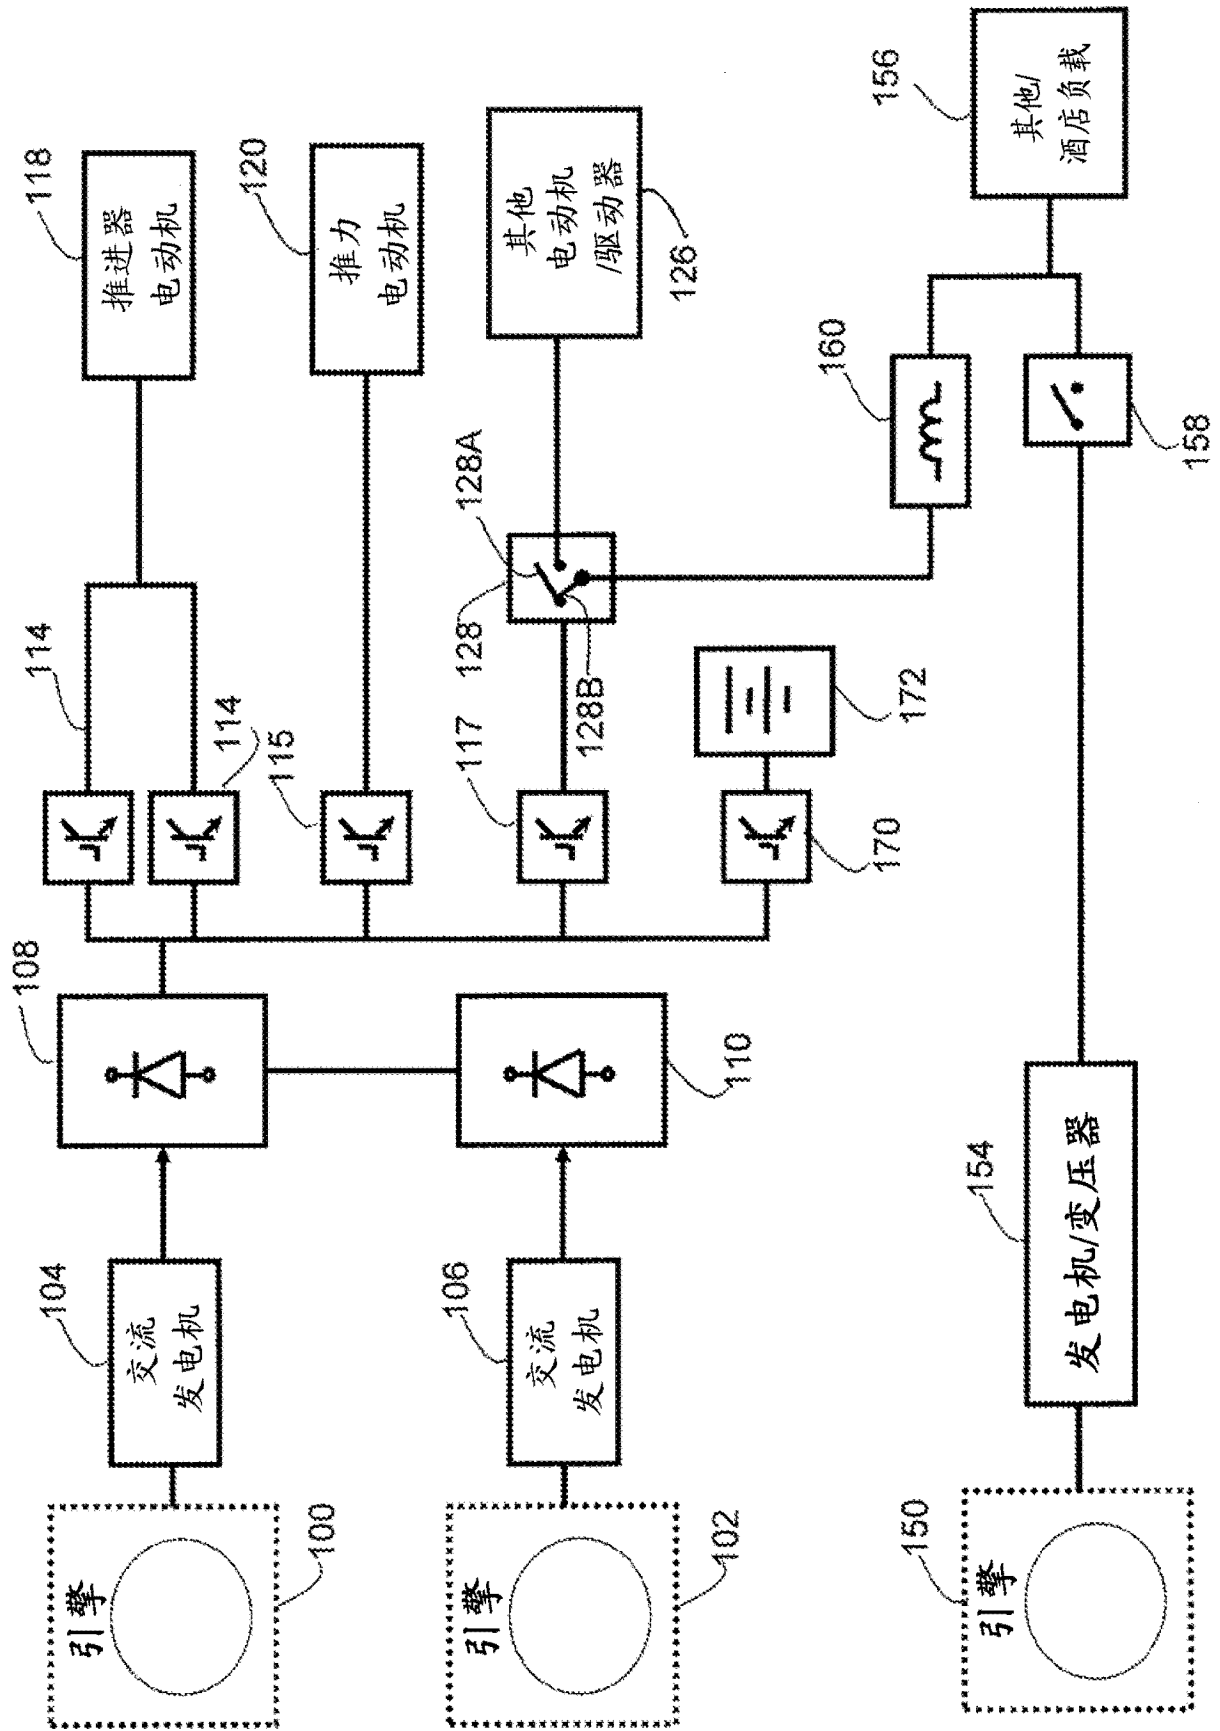 118
推进器
电动机
120
推力
电动机
其他
电动机
/驱动器
126
156
其他/
酒店负载
114
114
115
117
128
128A
128B
160
158
170
172
108
110
104
交流
发电机
106
交流
发电机
154
发电机/变压器
引擎
100
引擎
102
引擎
150